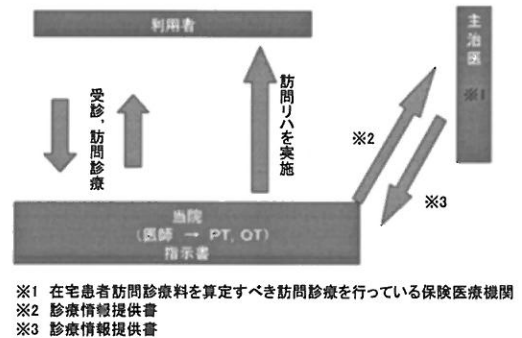 利用者
主治医
※1
受診，訪問診療
訪問リハを実施
※2
※3
当院
(医師 → PT, OT)
指示書
※1 在宅患者訪問診療料を算定すべき訪問診療を行っている保険医療機関
※2 診療情報提供書
※3 診療情報提供書